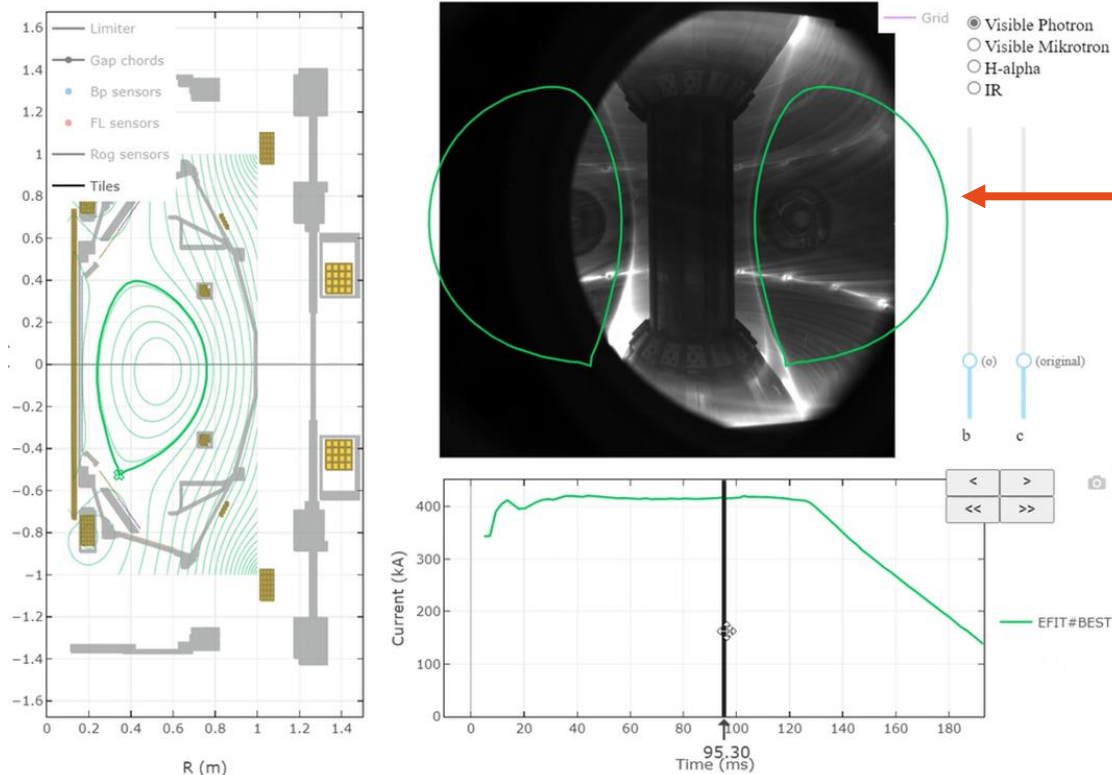 Limiter
Gap chords
Bp sensors
FL sensors
Rog sensors
Tiles
1.6
1.4
1.2
1
0.8
0.6
0.4
0.2
0
−0.2
−0.4
−0.6
−0.8
−1
−1.2
−1.4
−1.6
0 0.2 0.4 0.6 0.8 1 1.2 1.4
R (m)
Grid
Visible Photron
Visible Mikrotron
H-alpha
IR
(o)
(original)
b
c
< >
<< >>
400
300
200
100
0
Current (kA)
0 20 40 60 80 100 120 140 160 180
95.30
Time (ms)
EFIT#BEST